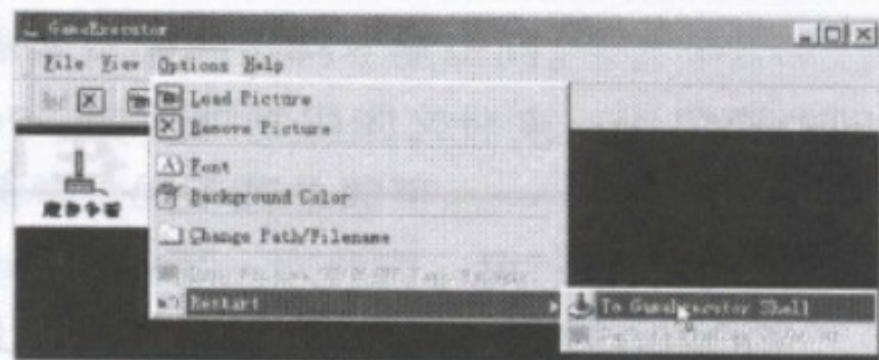 GameExecutor
File View Options Help
Load Picture
Remove Picture
Font
Background Color
Change Path/Filename
Restart
To GameExecutor Shell